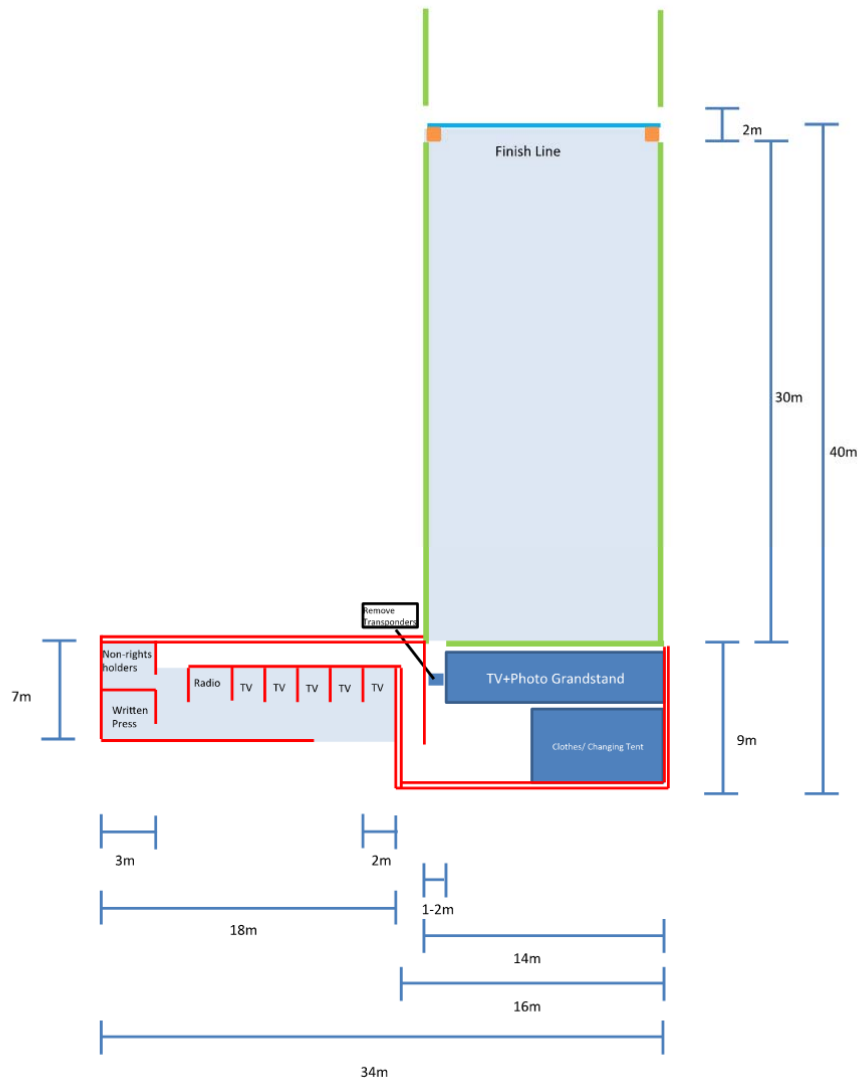 2m
Finish Line
30m
40m
Remove
Transponders
Non-rights
holders
Radio
TV
TV
TV
TV
TV
TV+Photo Grandstand
7m
Written
Press
Clothes/ Changing Tent
9m
3m
2m
1-2m
18m
14m
16m
34m